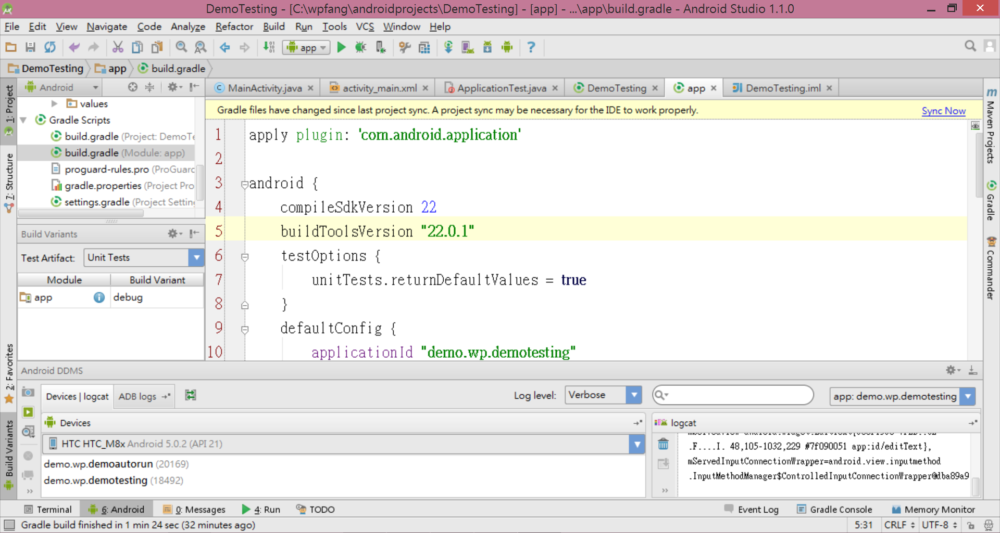 DemoTesting - [C:\wpfang\androidprojects\DemoTesting] - [app] - ...\app\build.gradle - Android Studio 1.1.0
File Edit View Navigate Code Analyze Refactor Build Run Tools VCS Window Help
app
DemoTesting app build.gradle
1: Project
7: Structure
2: Favorites
Build Variants
Android
values
Gradle Scripts
build.gradle (Project: DemoTe
build.gradle (Module: app)
proguard-rules.pro (ProGuard
gradle.properties (Project Pro
settings.gradle (Project Setting
Build Variants
Test Artifact: Unit Tests
Module Build Variant
app debug
MainActivity.java activity_main.xml ApplicationTest.java DemoTesting app DemoTesting.iml
Gradle files have changed since last project sync. A project sync may be necessary for the IDE to work properly. Sync Now
1 apply plugin: 'com.android.application'
2
3 android {
4 compileSdkVersion 22
5 buildToolsVersion "22.0.1"
6 testOptions {
7 unitTests.returnDefaultValues = true
8 }
9 defaultConfig {
10 applicationId "demo.wp.demotesting"
Maven Projects
Gradle
Commander
Android DDMS
Devices | logcat ADB logs Log level: Verbose app: demo.wp.demotesting
Devices
HTC HTC_M8x Android 5.0.2 (API 21)
demo.wp.demoautorun (20169)
demo.wp.demotesting (18492)
logcat
.F....I. 48,105-1032,229 #7f090051 app:id/editText},
mServedInputConnectionWrapper=android.view.inputmethod
.InputMethodManager$ControlledInputConnectionWrapper@dba89a9
Terminal 6: Android 0: Messages 4: Run TODO Event Log Gradle Console Memory Monitor
Gradle build finished in 1 min 24 sec (32 minutes ago) 5:31 CRLF UTF-8